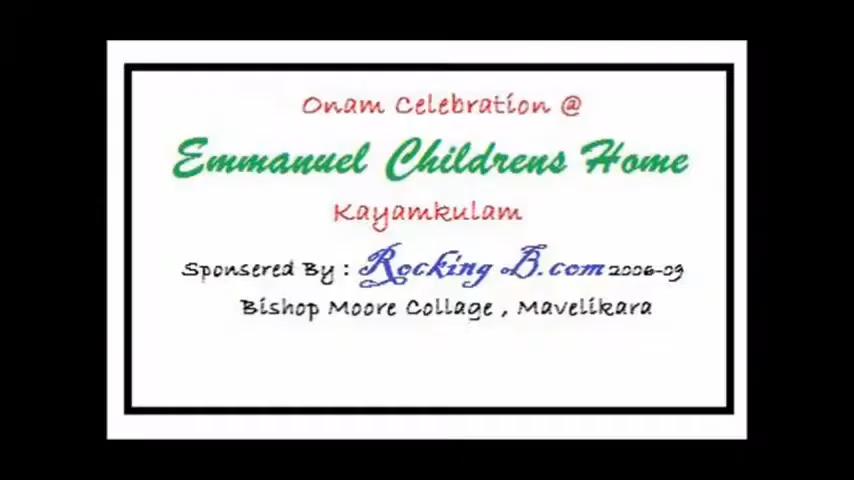 Onam Celebration @
Emmanuel Childrens Home
Kayamkulam
Sponsered By : Rocking B.com 2006-09
Bishop Moore Collage , Mavelikara